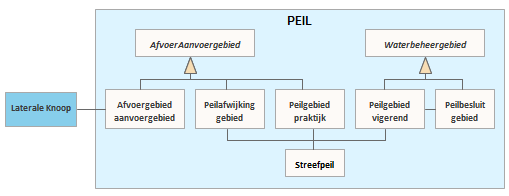 PEIL
AfvoerAanvoergebied
Waterbeheergebied
Laterale Knoop
Afvoergebied
aanvoergebied
Peilafwijking
gebied
Peilgebied
praktijk
Peilgebied
vigerend
Peilbesluit
gebied
Streefpeil